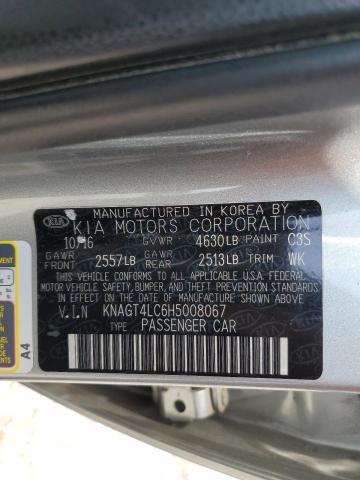 MANUFACTURED IN KOREA BY
KIA MOTORS CORPORATION
10/16 GVWR 4630LB PAINT C3S
GAWR FRONT 2557LB GAWR REAR 2513LB TRIM WK
THIS VEHICLE CONFORMS TO ALL APPLICABLE U.S. FEDERAL
MOTOR VEHICLE SAFETY, BUMPER, AND THEFT PREVENTION
STANDARDS IN EFFECT ON THE DATE OF MANUFACTURE
SHOWN ABOVE.
V.I.N KNAGT4LC6H5008067
PASSENGER CAR
A4